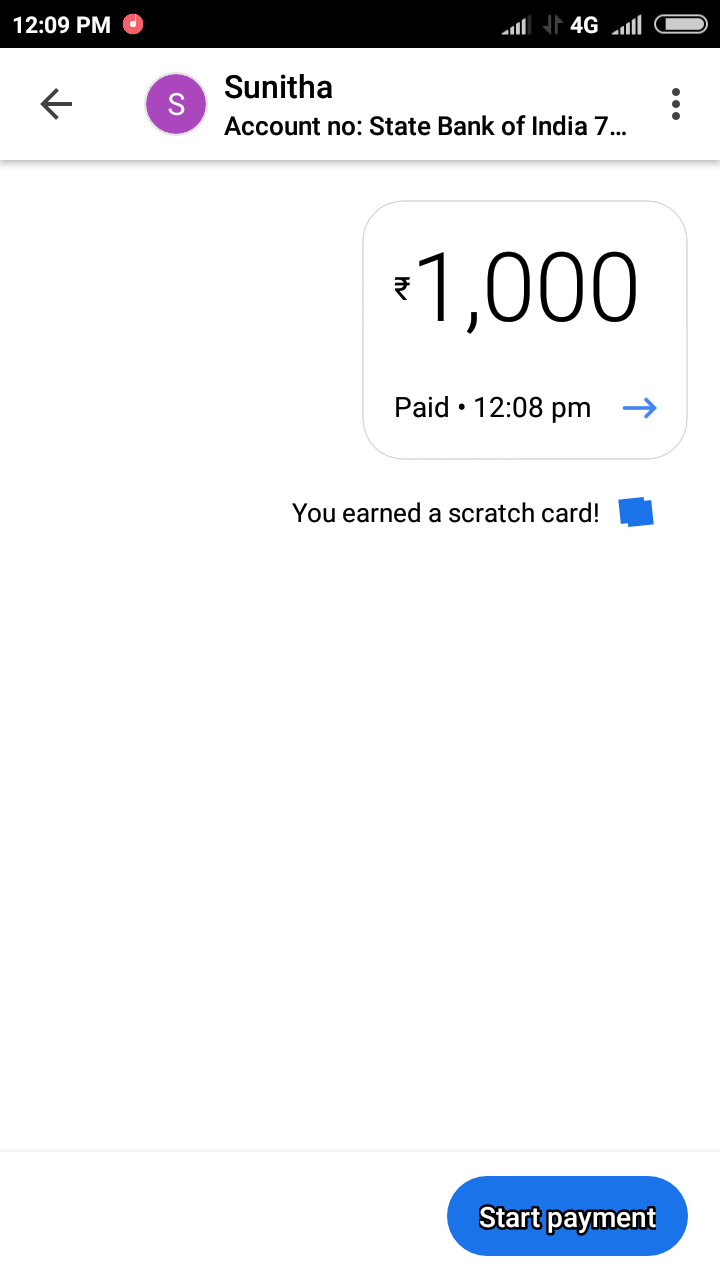 12:09 PM 4G
S
Sunitha
Account no: State Bank of India 7...
₹1,000
Paid • 12:08 pm
You earned a scratch card!
Start payment